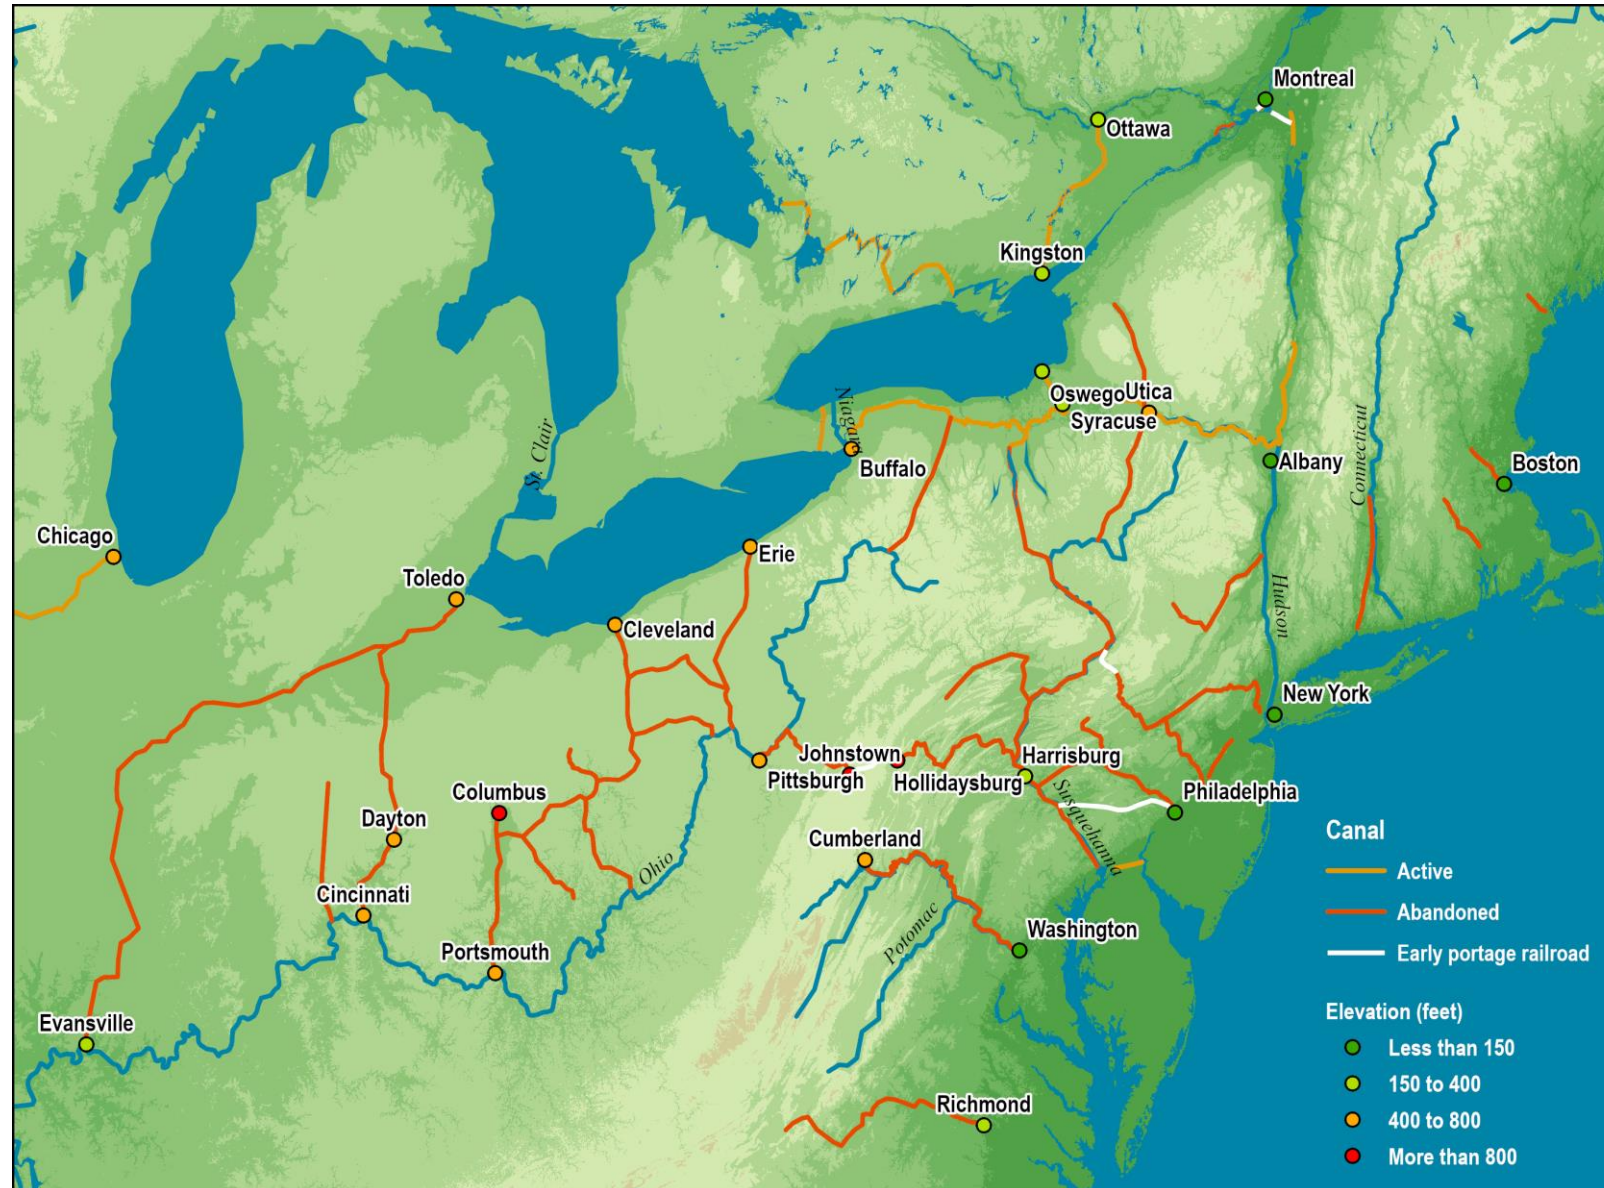 Montreal
Ottawa
Kingston
Niagara
Oswego
Utica
Syracuse
Connecticut
St. Clair
Buffalo
Albany
Boston
Chicago
Erie
Toledo
Hudson
Cleveland
New York
Johnstown
Harrisburg
Pittsburgh
Hollidaysburg
Columbus
Susquehanna
Philadelphia
Dayton
Cumberland
Ohio
Cincinnati
Potomac
Washington
Portsmouth
Evansville
Richmond
Canal
Active
Abandoned
Early portage railroad
Elevation (feet)
Less than 150
150 to 400
400 to 800
More than 800